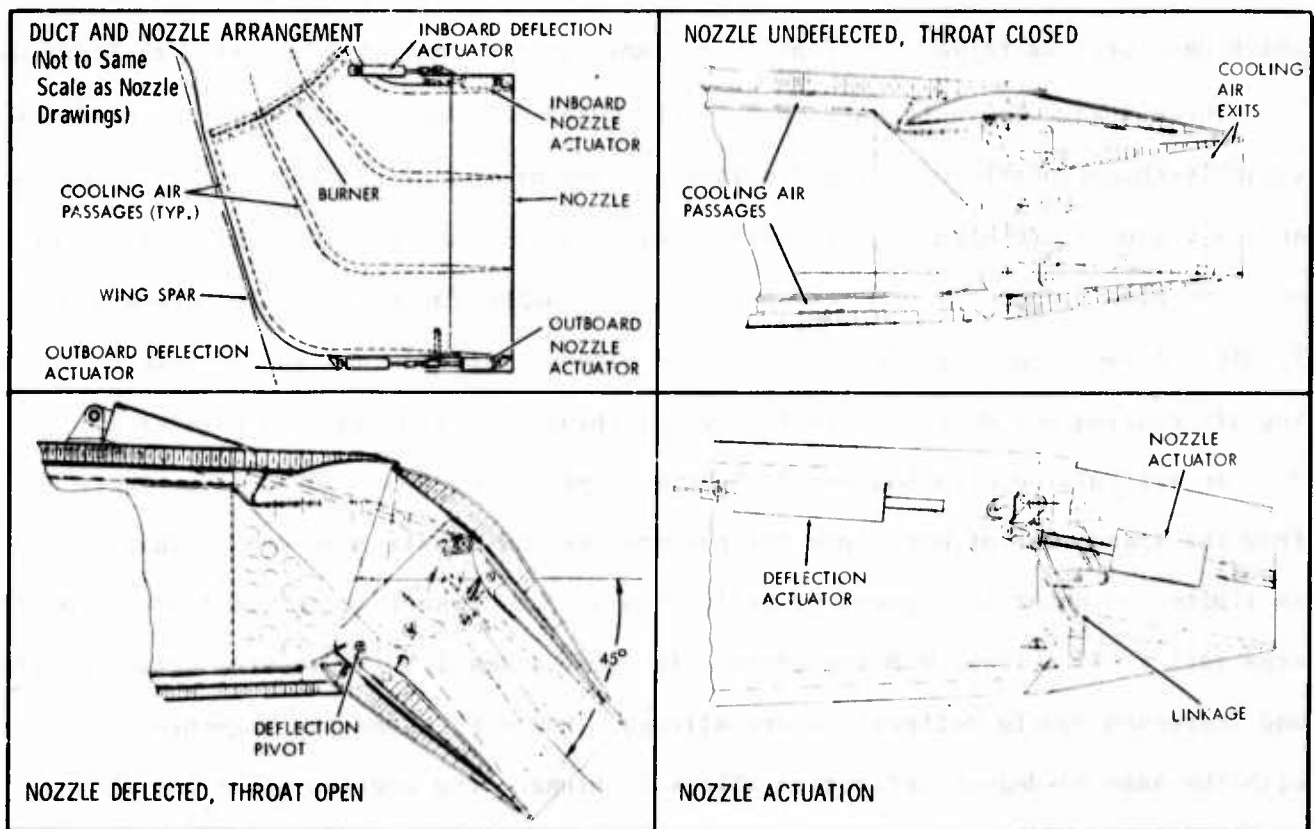 DUCT AND NOZZLE ARRANGEMENT
(Not to Same
Scale as Nozzle
Drawings)
INBOARD DEFLECTION
ACTUATOR
INBOARD
NOZZLE
ACTUATOR
COOLING AIR
PASSAGES (TYP.)
BURNER
NOZZLE
WING SPAR
OUTBOARD
NOZZLE ACTUATOR
OUTBOARD DEFLECTION
ACTUATOR
NOZZLE UNDEFLECTED, THROAT CLOSED
COOLING
AIR
EXITS
COOLING AIR
PASSAGES
45°
DEFLECTION
PIVOT
NOZZLE DEFLECTED, THROAT OPEN
NOZZLE
ACTUATOR
DEFLECTION
ACTUATOR
LINKAGE
NOZZLE ACTUATION